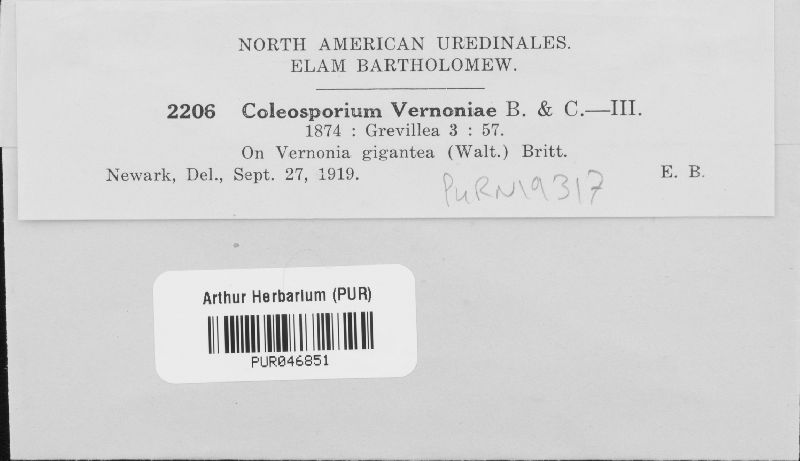 NORTH AMERICAN UREDINALES.
ELAM BARTHOLOMEW.
2206 Coleosporium Vernoniae B. & C.—III.
1874 : Grevillea 3 : 57.
On Vernonia gigantea (Walt.) Britt.
Newark, Del., Sept. 27, 1919. E. B.
PURN19317
Arthur Herbarium (PUR)
PUR046851